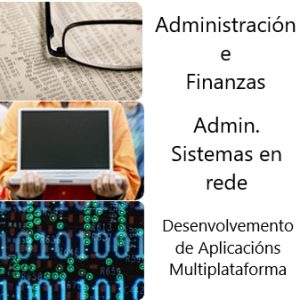 Administración
e
Finanzas
Admin.
Sistemas en
rede
Desenvolvemento
de Aplicacións
Multiplataforma